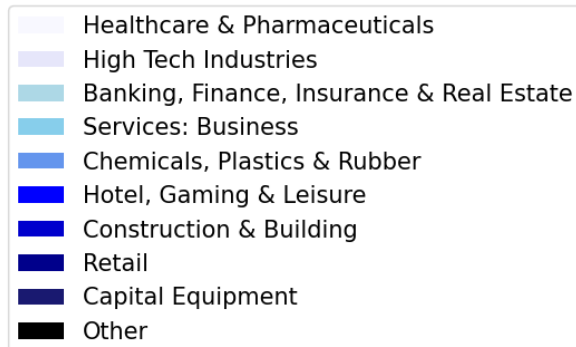 Healthcare & Pharmaceuticals
High Tech Industries
Banking, Finance, Insurance & Real Estate
Services: Business
Chemicals, Plastics & Rubber
Hotel, Gaming & Leisure
Construction & Building
Retail
Capital Equipment
Other